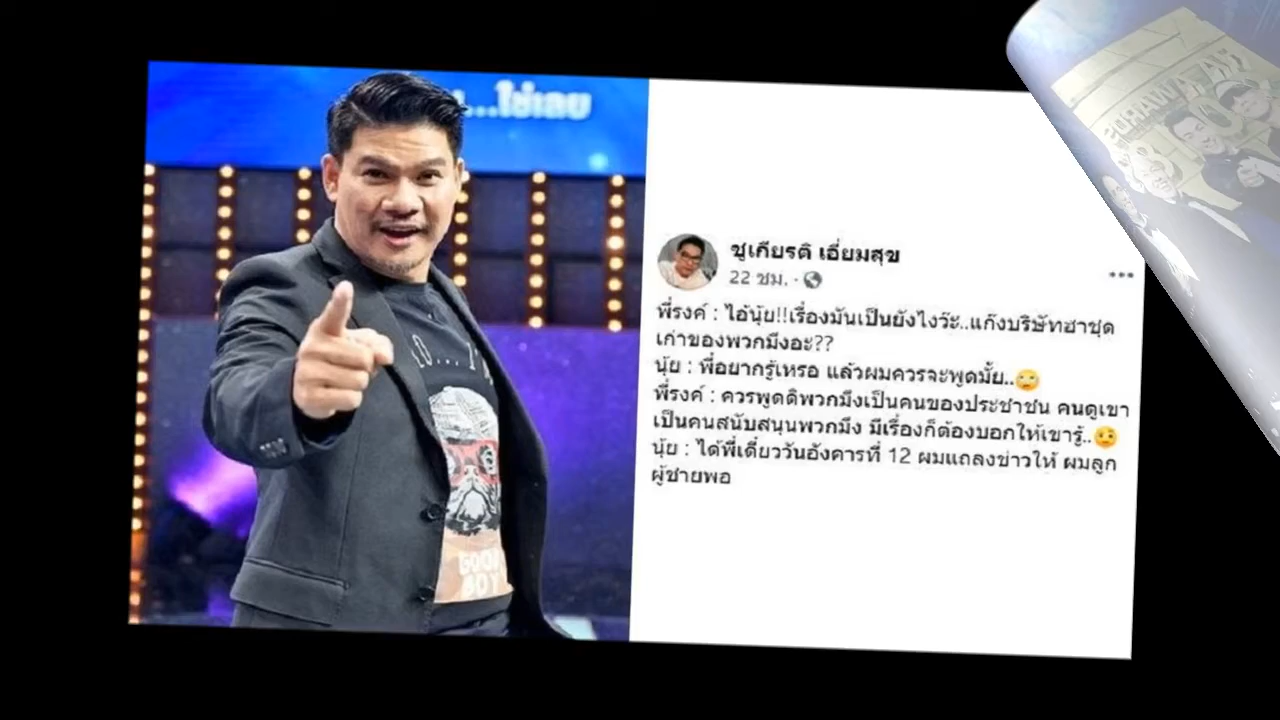 ...ใช่เลย
GOOD
BOY
ชูเกียรติ เอี่ยมสุข
22 ชม. ·
พี่รงค์ : ไอ้นุ้ย!!เรื่องมันเป็นยังไงว๊ะ..แก๊งบริษัทฮาชุด
เก่าของพวกมึงอะ??
นุ้ย : พี่อยากรู้เหรอ แล้วผมควรจะพูดมั้ย..🙄
พี่รงค์ : ควรพูดดิพวกมึงเป็นคนของประชาชน คนดูเขา
เป็นคนสนับสนุนพวกมึง มีเรื่องก็ต้องบอกให้เขารู้..🤨
นุ้ย : ได้พี่เดี๋ยววันอังคารที่ 12 ผมแถลงข่าวให้ ผมลูก
ผู้ชายพอ